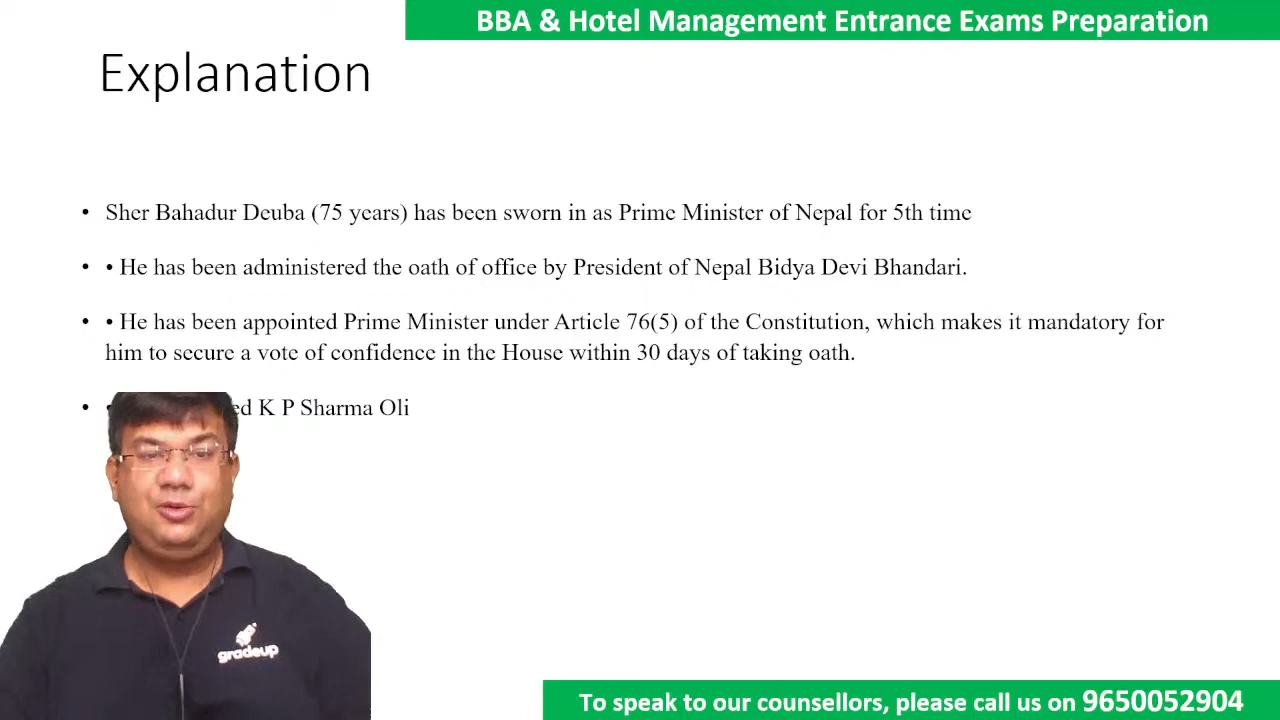 BBA & Hotel Management Entrance Exams Preparation
Explanation
• Sher Bahadur Deuba (75 years) has been sworn in as Prime Minister of Nepal for 5th time
• • He has been administered the oath of office by President of Nepal Bidya Devi Bhandari.
• • He has been appointed Prime Minister under Article 76(5) of the Constitution, which makes it mandatory for
him to secure a vote of confidence in the House within 30 days of taking oath.
• • K P Sharma Oli
gradeup
To speak to our counsellors, please call us on 9650052904